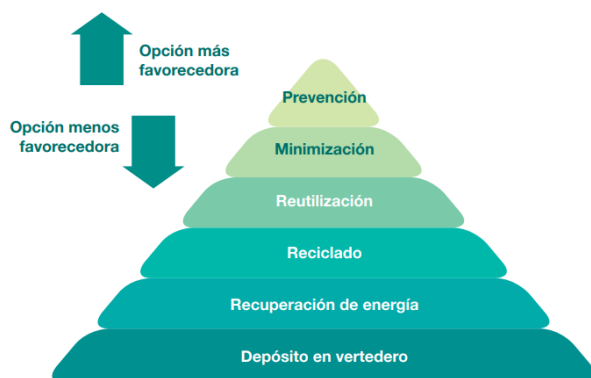 Opción más
favorecedora
Opción menos
favorecedora
Prevención
Minimización
Reutilización
Reciclado
Recuperación de energía
Depósito en vertedero